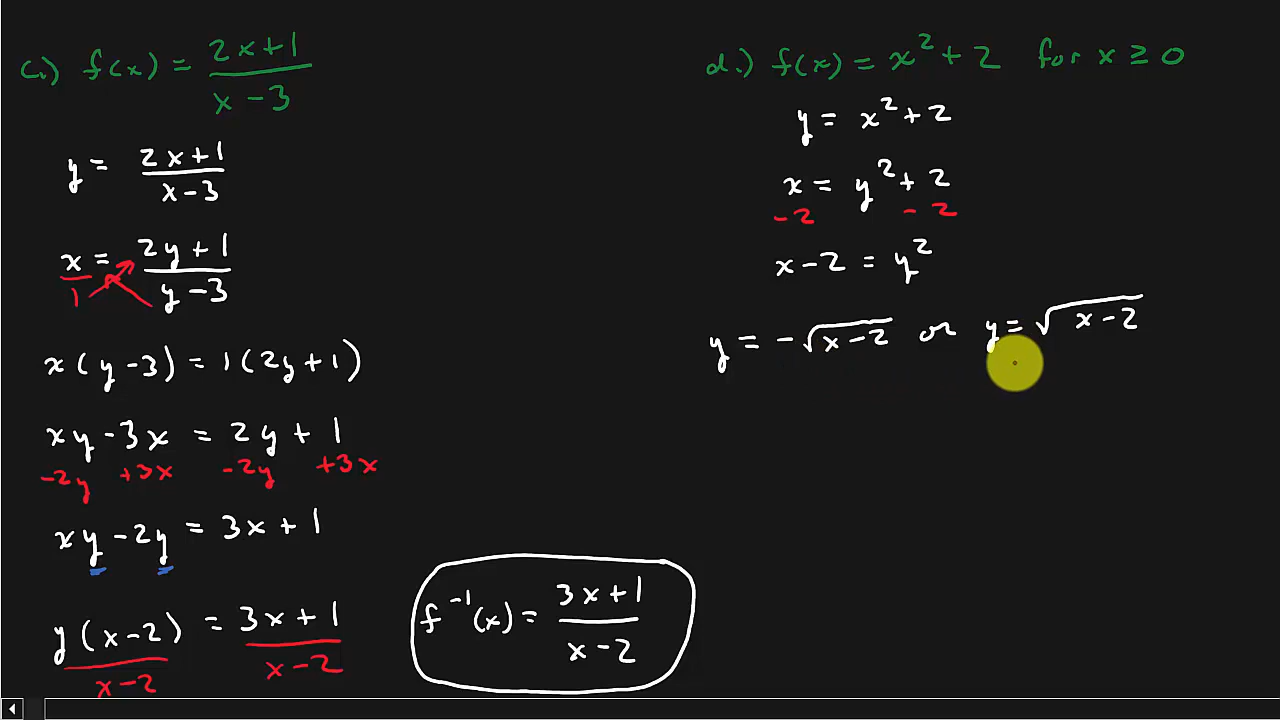 c.) f(x) = (2x+1)/(x-3)
y = (2x+1)/(x-3)
x/1 = (2y+1)/(y-3)
x(y-3) = 1(2y+1)
xy-3x = 2y+1
-2y +3x -2y +3x
xy-2y = 3x+1
y(x-2) = 3x+1
x-2 x-2
f⁻¹(x) = (3x+1)/(x-2)
d.) f(x) = x²+2 for x ≥ 0
y = x²+2
x = y²+2
-2 -2
x-2 = y²
y = -√(x-2) or y = √(x-2)